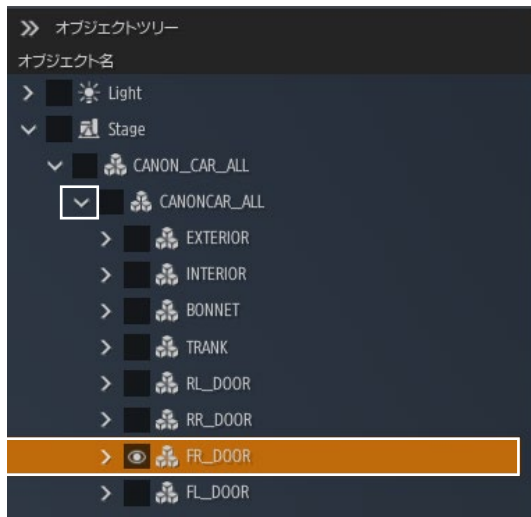 オブジェクトツリー
オブジェクト名
Light
Stage
CANON_CAR_ALL
CANONCAR_ALL
EXTERIOR
INTERIOR
BONNET
TRANK
RL_DOOR
RR_DOOR
FR_DOOR
FL_DOOR